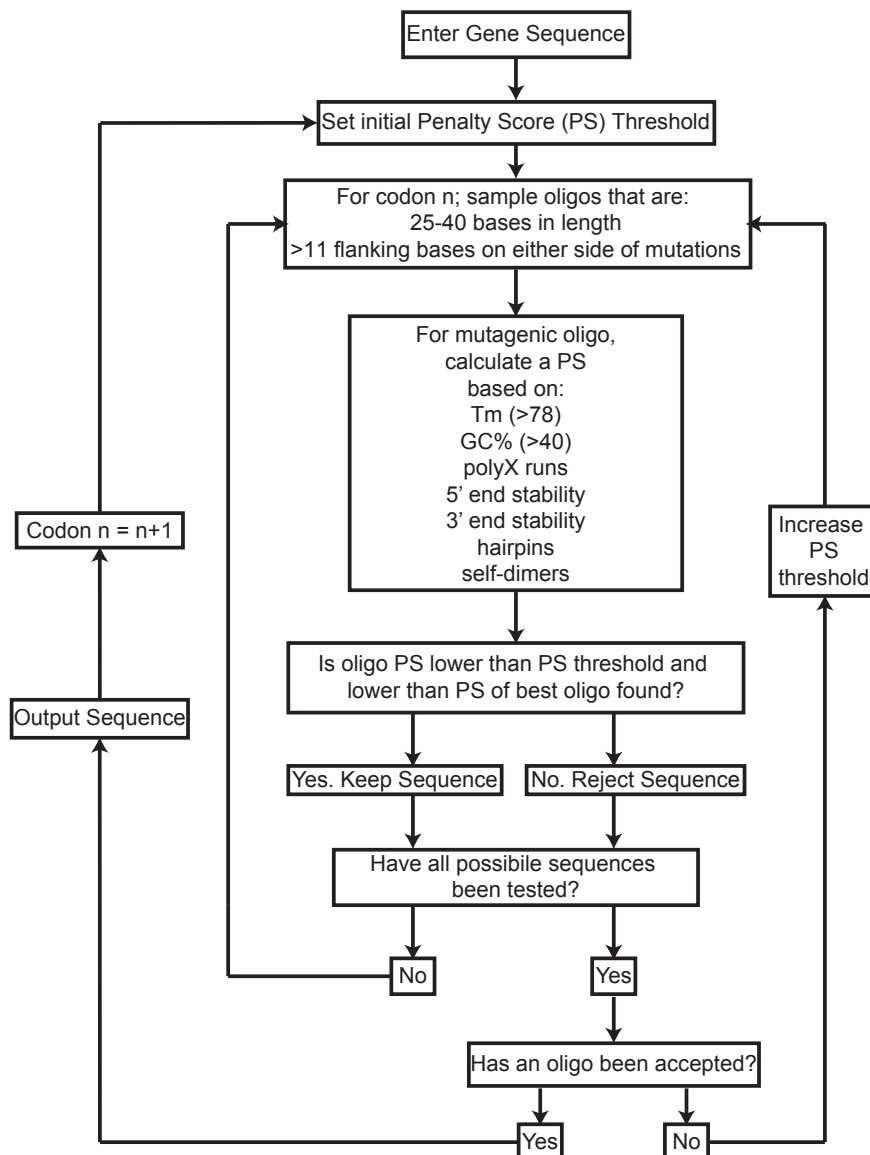 Enter Gene Sequence
Set initial Penalty Score (PS) Threshold
For codon n; sample oligos that are:
25-40 bases in length
>11 flanking bases on either side of mutations
For mutagenic oligo,
calculate a PS
based on:
Tm (>78)
GC% (>40)
polyX runs
5’ end stability
3’ end stability
hairpins
self-dimers
Codon n = n+1
Increase
PS
threshold
Is oligo PS lower than PS threshold and
lower than PS of best oligo found?
Output Sequence
Yes. Keep Sequence
No. Reject Sequence
Have all possibile sequences
been tested?
No
Yes
Has an oligo been accepted?
Yes
No